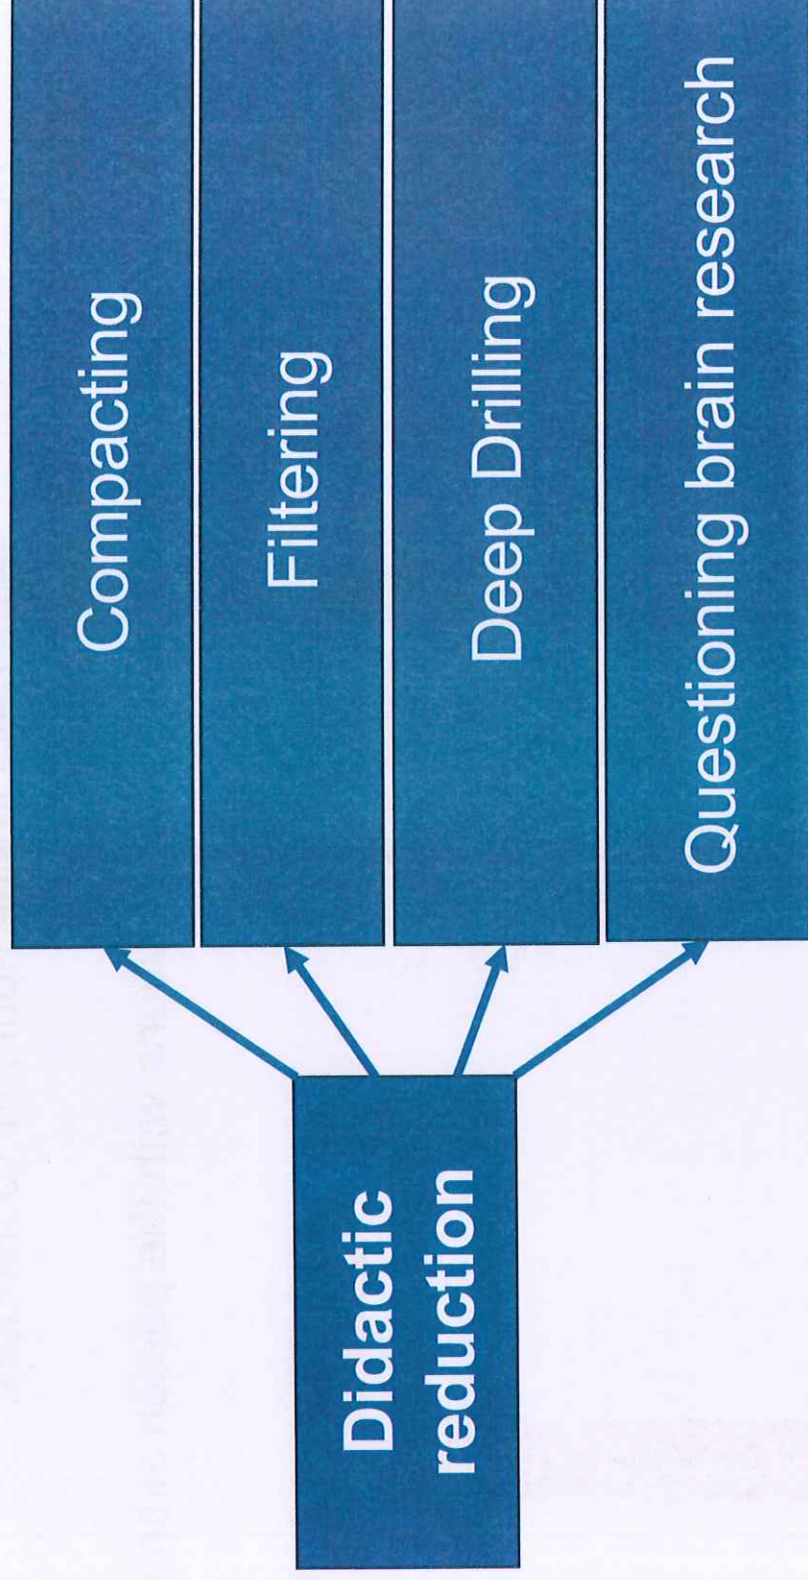 Didactic
reduction
Compacting
Filtering
Deep Drilling
Questioning brain research